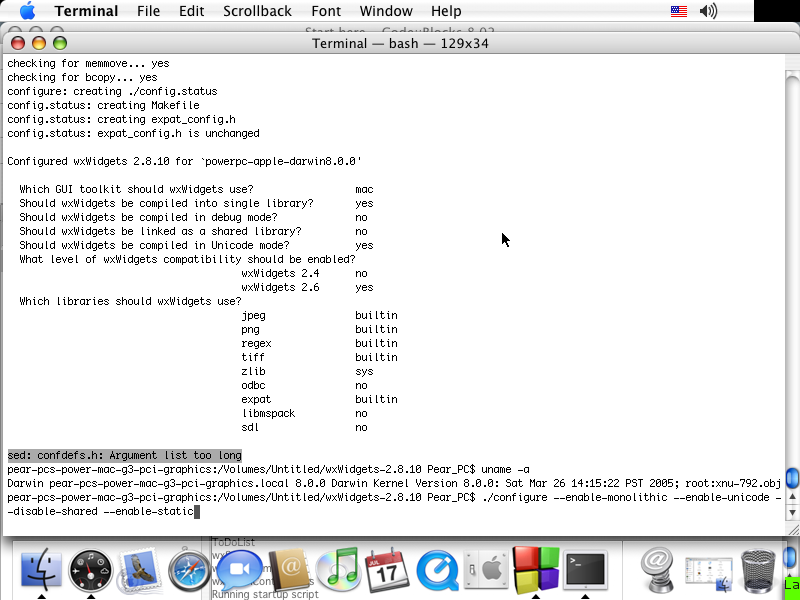 Terminal File Edit Scrollback Font Window Help
Terminal — bash — 129x34
checking for memmove... yes
checking for bcopy... yes
configure: creating ./config.status
config.status: creating Makefile
config.status: creating expat_config.h
config.status: expat_config.h is unchanged
Configured wxWidgets 2.8.10 for `powerpc-apple-darwin8.0.0'
Which GUI toolkit should wxWidgets use? mac
Should wxWidgets be compiled into single library? yes
Should wxWidgets be compiled in debug mode? no
Should wxWidgets be linked as a shared library? no
Should wxWidgets be compiled in Unicode mode? yes
What level of wxWidgets compatibility should be enabled?
wxWidgets 2.4 no
wxWidgets 2.6 yes
Which libraries should wxWidgets use?
jpeg builtin
png builtin
regex builtin
tiff builtin
zlib sys
odbc no
expat builtin
libmspack no
sdl no
sed: confdefs.h: Argument list too long
pear-pcs-power-mac-g3-pci-graphics:/Volumes/Untitled/wxWidgets-2.8.10 Pear_PC$ uname -a
Darwin pear-pcs-power-mac-g3-pci-graphics.local 8.0.0 Darwin Kernel Version 8.0.0: Sat Mar 26 14:15:22 PST 2005; root:xnu-792.obj
pear-pcs-power-mac-g3-pci-graphics:/Volumes/Untitled/wxWidgets-2.8.10 Pear_PC$ ./configure --enable-monolithic --enable-unicode -
-disable-shared --enable-static
ToDoList
Running startup script
JUL
17
La